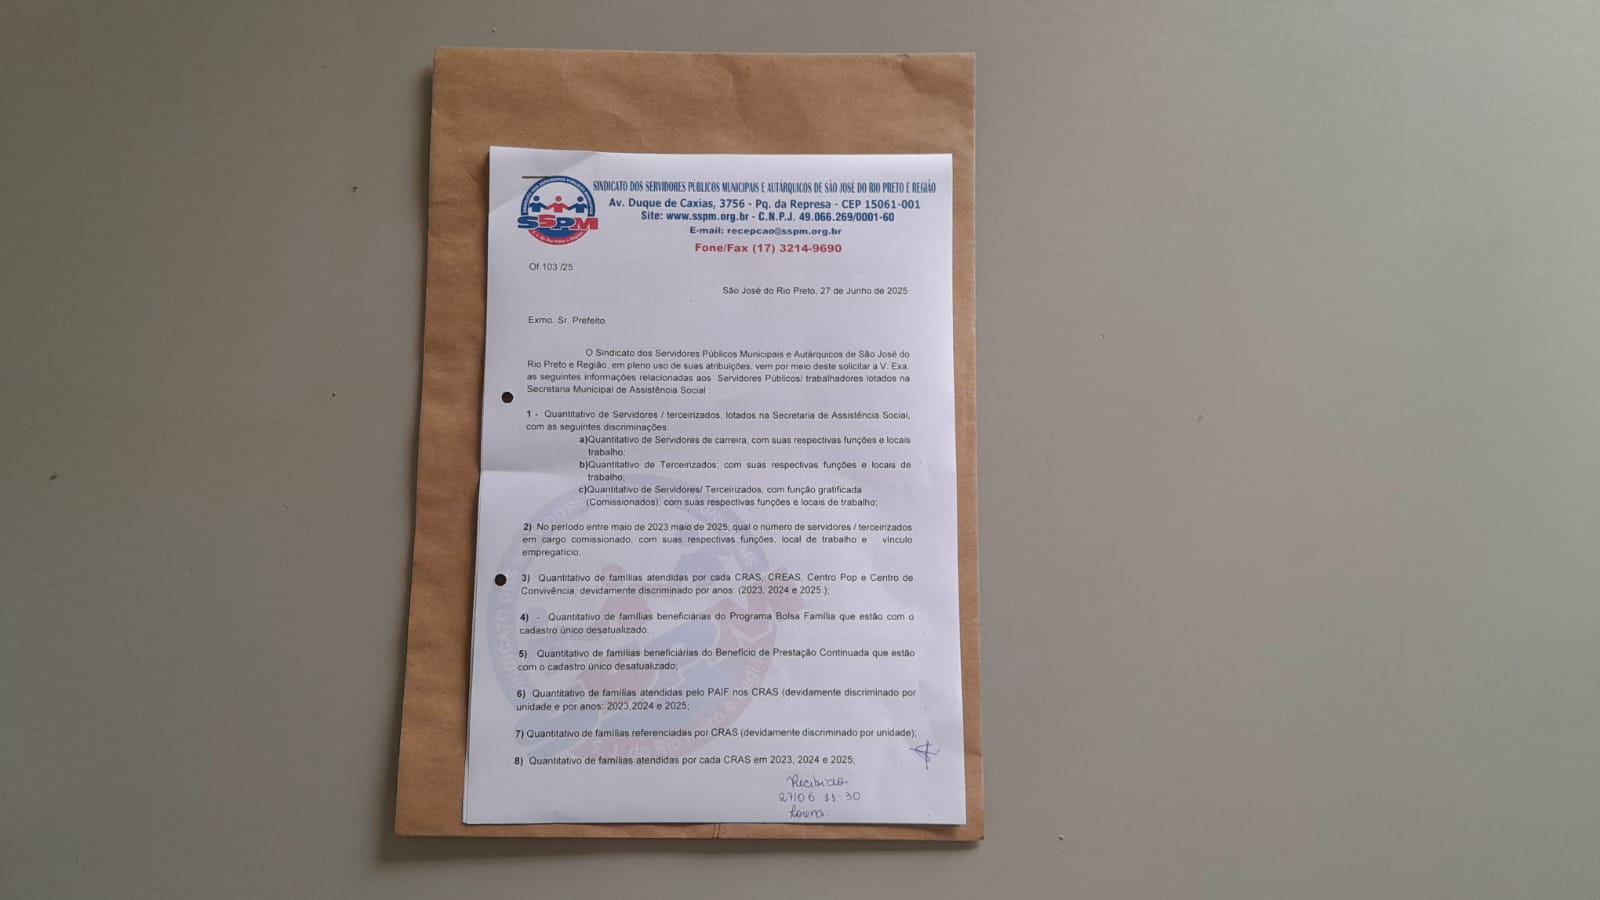 SINDICATO DOS SERVIDORES PÚBLICOS MUNICIPAIS E AUTÁRQUICOS DE SÃO JOSÉ DO RIO PRETO E REGIÃO
Av. Duque de Caxias, 3756 - Pq. da Represa - CEP 15061-001
Site: www.sspm.org.br - C.N.P.J. 49.066.269/0001-60
E-mail: recepcao@sspm.org.br
Fone/Fax (17) 3214-9690
SSPM
Of.103 /25
São José do Rio Preto, 27 de Junho de 2025
Exmo. Sr. Prefeito.
O Sindicato dos Servidores Públicos Municipais e Autárquicos de São José do
Rio Preto e Região, em pleno uso de suas atribuições, vem por meio deste solicitar a V. Exa.
as seguintes informações relacionadas aos Servidores Públicos/ trabalhadores lotados na
Secretaria Municipal de Assistência Social :
1 - Quantitativo de Servidores / terceirizados, lotados na Secretaria de Assistência Social,
com as seguintes discriminações:
a)Quantitativo de Servidores de carreira, com suas respectivas funções e locais
trabalho;
b)Quantitativo de Terceirizados, com suas respectivas funções e locais de
trabalho;
c)Quantitativo de Servidores/ Terceirizados, com função gratificada
(Comissionados), com suas respectivas funções e locais de trabalho;
2) No período entre maio de 2023 maio de 2025, qual o número de servidores / terceirizados
em cargo comissionado, com suas respectivas funções, local de trabalho e vínculo
empregatício,
3) Quantitativo de famílias atendidas por cada CRAS, CREAS, Centro Pop e Centro de
Convivência, devidamente discriminado por anos: (2023, 2024 e 2025.);
4) - Quantitativo de famílias beneficiárias do Programa Bolsa Família que estão com o
cadastro único desatualizado,
5) Quantitativo de famílias beneficiárias do Benefício de Prestação Continuada que estão
com o cadastro único desatualizado;
6) Quantitativo de famílias atendidas pelo PAIF nos CRAS (devidamente discriminado por
unidade e por anos: 2023,2024 e 2025;
7) Quantitativo de famílias referenciadas por CRAS (devidamente discriminado por unidade);
8) Quantitativo de famílias atendidas por cada CRAS em 2023, 2024 e 2025;
Recibido
27/06 11:30
Lorena.